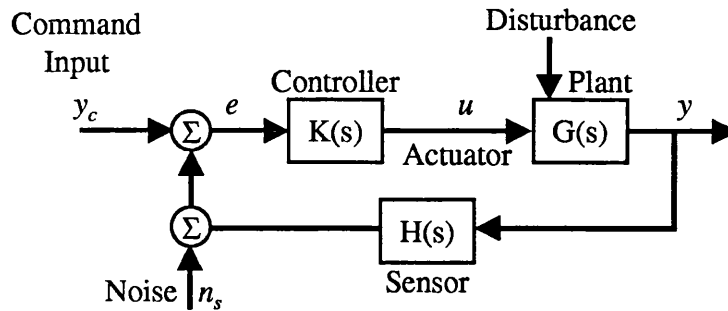 Command
Input
Disturbance
Controller
Plant
y_c
Σ
e
K(s)
u
Actuator
G(s)
y
Σ
H(s)
Sensor
Noise n_s